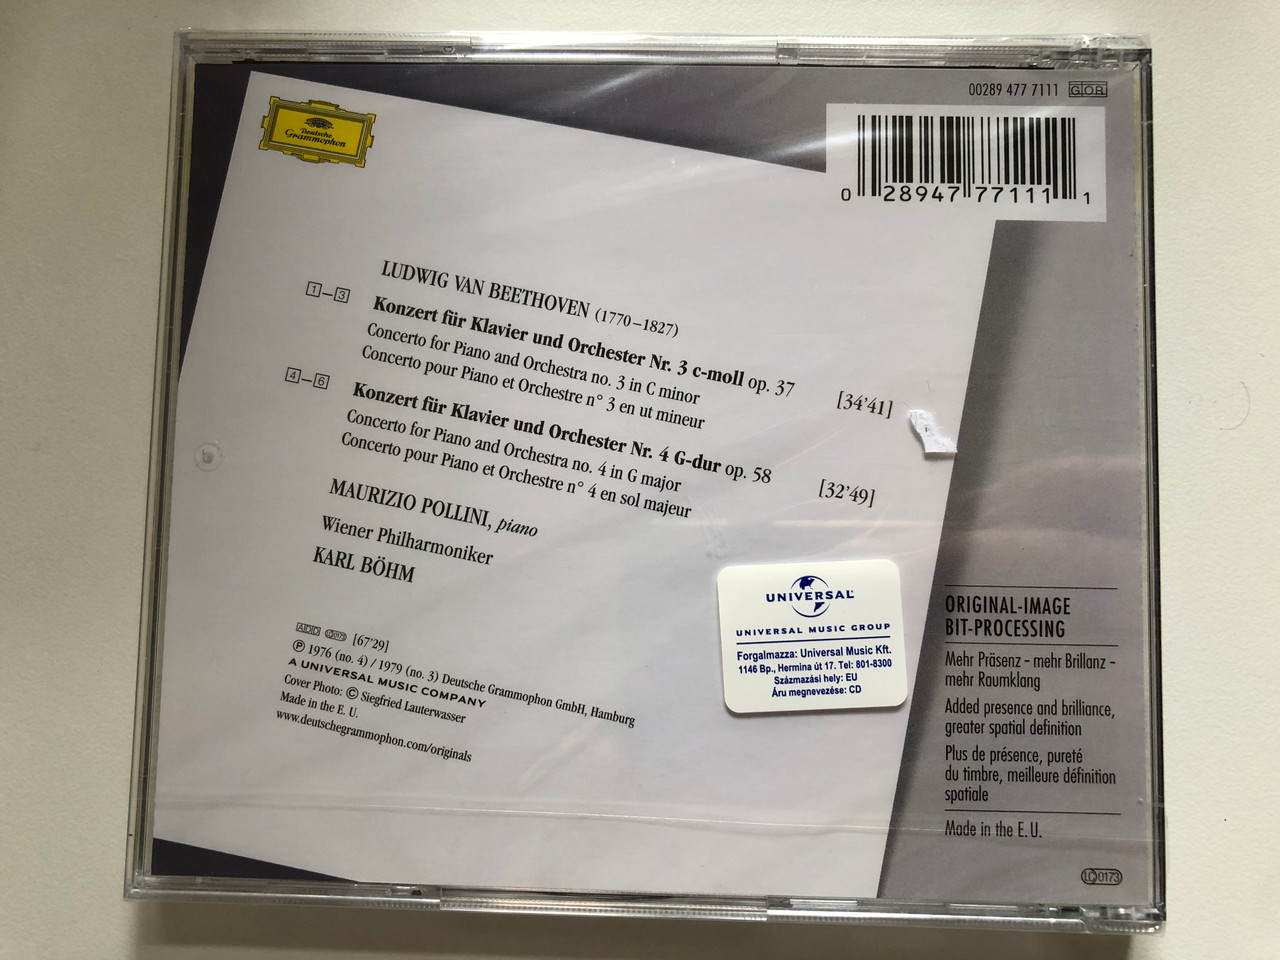 00289 477 7111 GOR
Deutsche
Grammophon
0 28947 77111 1
LUDWIG VAN BEETHOVEN (1770–1827)
1–3 Konzert für Klavier und Orchester Nr. 3 c-moll op. 37 [34’41]
Concerto for Piano and Orchestra no. 3 in C minor
Concerto pour Piano et Orchestre n° 3 en ut mineur
4–6 Konzert für Klavier und Orchester Nr. 4 G-dur op. 58 [32’49]
Concerto for Piano and Orchestra no. 4 in G major
Concerto pour Piano et Orchestre n° 4 en sol majeur
MAURIZIO POLLINI, piano
Wiener Philharmoniker
KARL BÖHM
ADD LC 0173 [67’29]
℗ 1976 (no. 4) / 1979 (no. 3) Deutsche Grammophon GmbH, Hamburg
A UNIVERSAL MUSIC COMPANY
Cover Photo: © Siegfried Lauterwasser
Made in the E. U.
www.deutschegrammophon.com/originals
UNIVERSAL
UNIVERSAL MUSIC GROUP
Forgalmazza: Universal Music Kft.
1146 Bp., Hermina út 17. Tel: 801-8300
Százmazási hely: EU
Áru megnevezése: CD
ORIGINAL-IMAGE
BIT-PROCESSING
Mehr Präsenz – mehr Brillanz –
mehr Raumklang
Added presence and brilliance,
greater spatial definition
Plus de présence, pureté
du timbre, meilleure définition
spatiale
Made in the E. U.
LC 0173